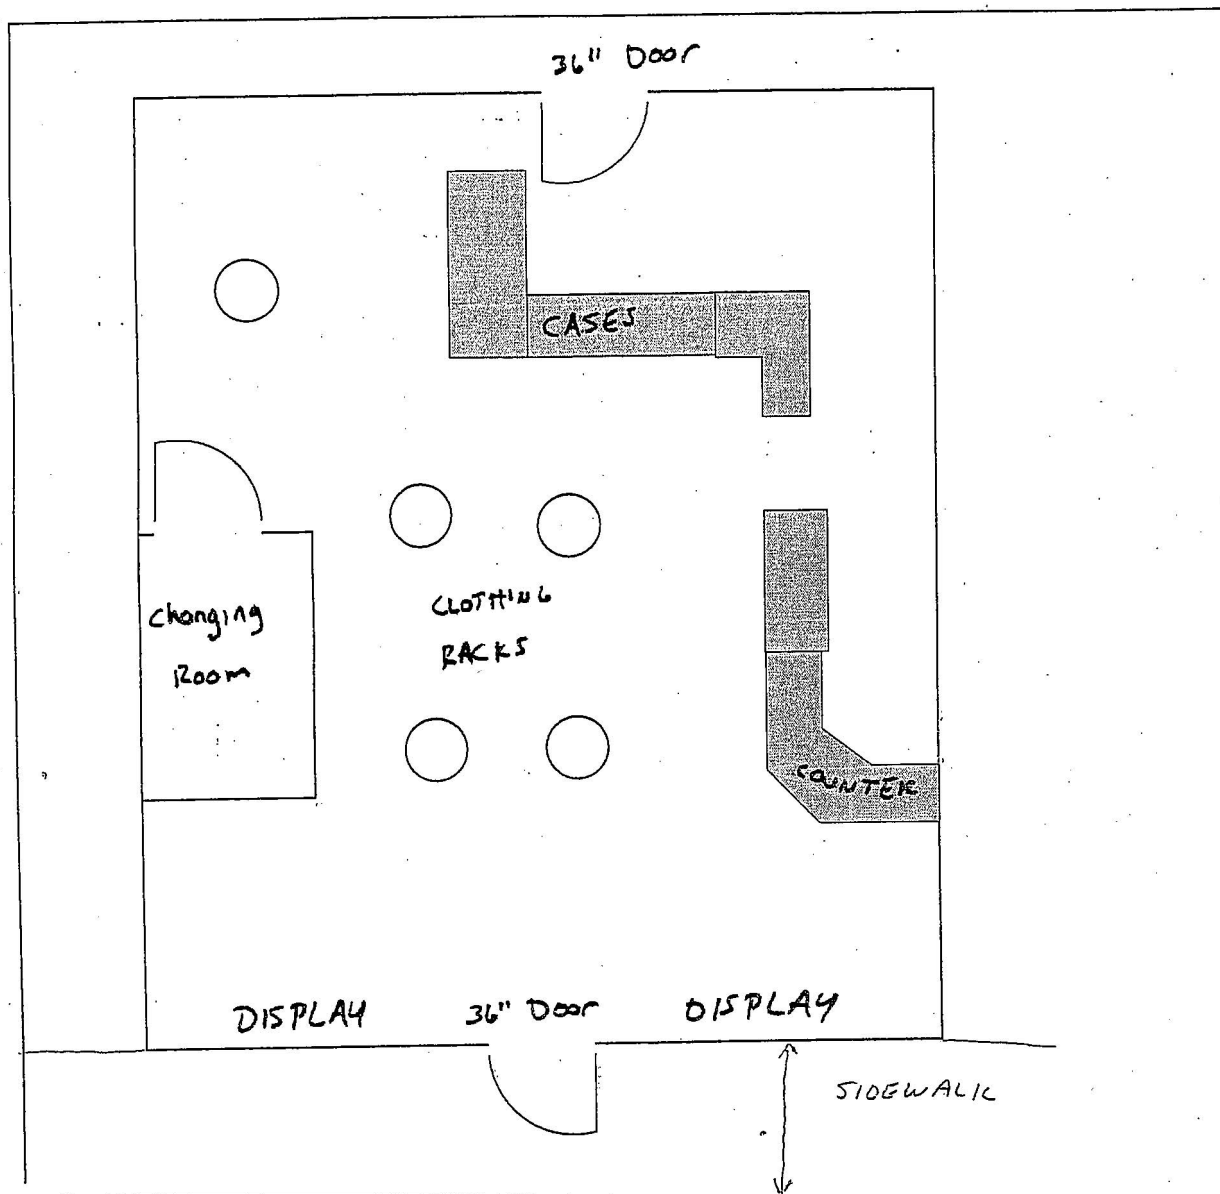 36" Door
CASES
CLOTHING
RACKS
Changing
Room
COUNTER
DISPLAY
36" Door
DISPLAY
SIDEWALK